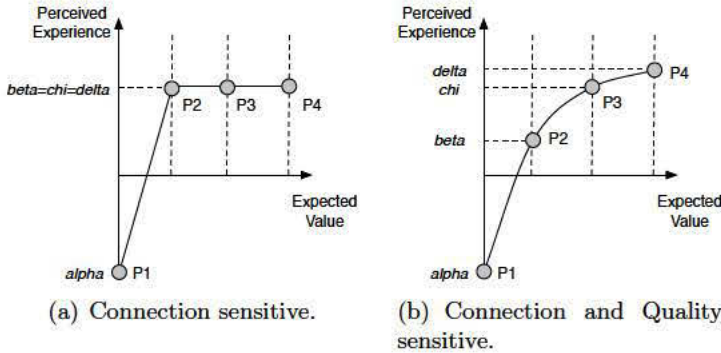 Perceived
Experience
beta=chi=delta
P2
P3
P4
Expected
Value
alpha
P1
(a) Connection sensitive.
Perceived
Experience
delta
chi
beta
P4
P3
P2
Expected
Value
alpha
P1
(b) Connection and Quality
sensitive.